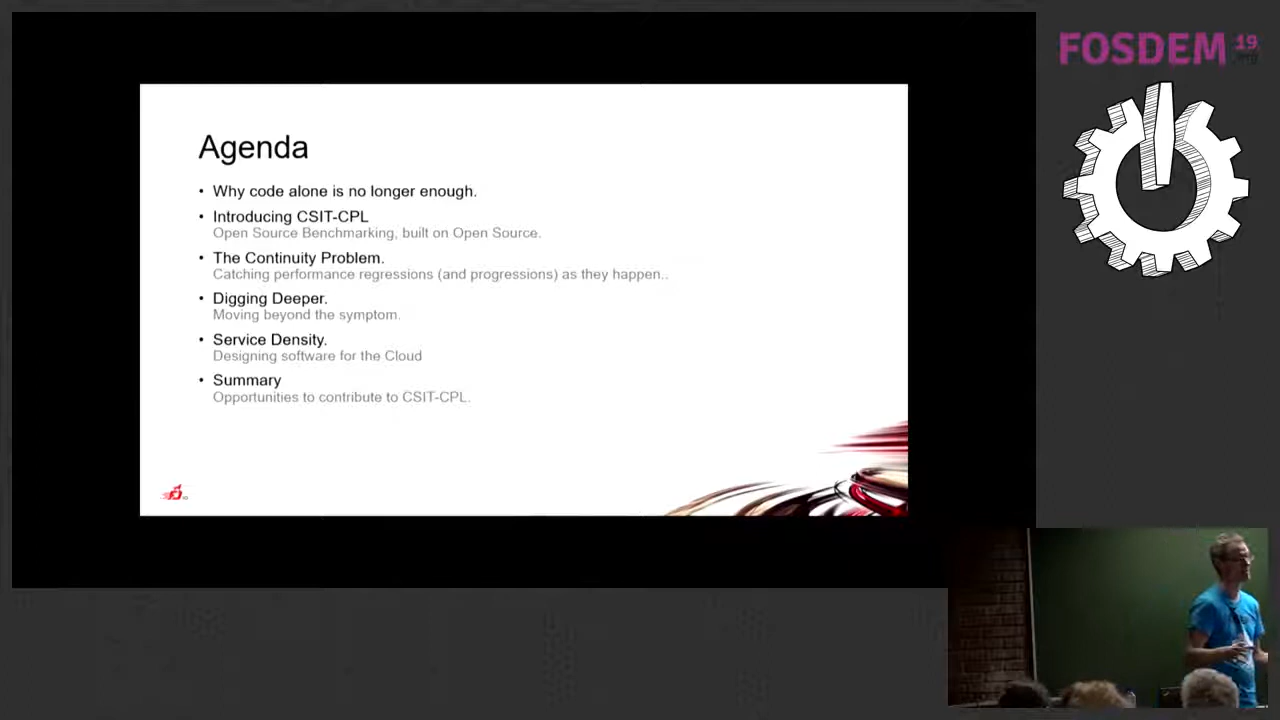 FOSDEM 19
.org
Agenda
• Why code alone is no longer enough.
• Introducing CSIT-CPL
Open Source Benchmarking, built on Open Source.
• The Continuity Problem.
Catching performance regressions (and progressions) as they happen..
• Digging Deeper.
Moving beyond the symptom.
• Service Density.
Designing software for the Cloud
• Summary
Opportunities to contribute to CSIT-CPL.